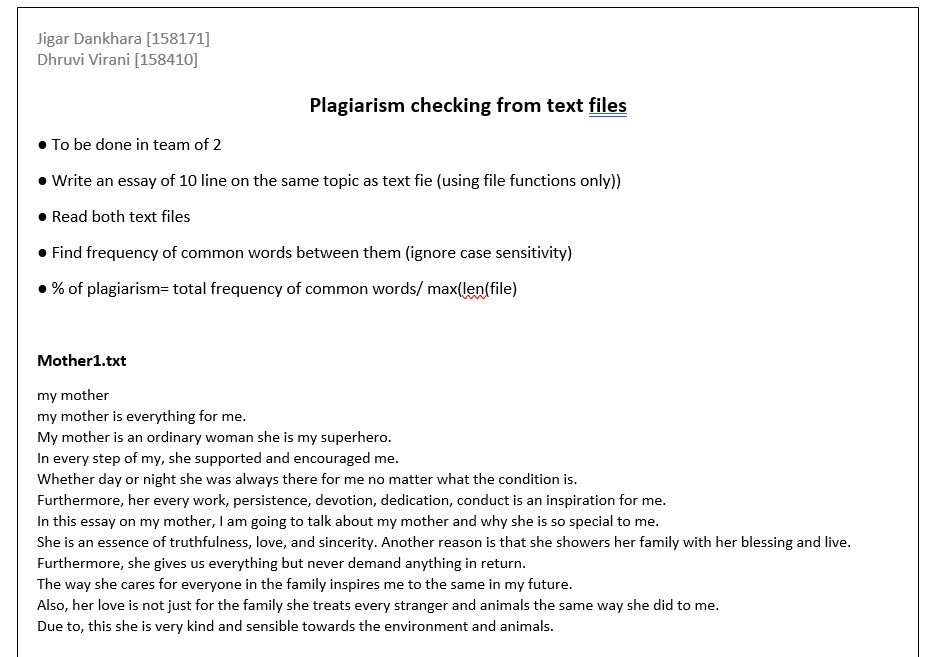 Jigar Dankhara [158171]
Dhruvi Virani [158410]
Plagiarism checking from text files
● To be done in team of 2
● Write an essay of 10 line on the same topic as text fie (using file functions only))
● Read both text files
● Find frequency of common words between them (ignore case sensitivity)
● % of plagiarism= total frequency of common words/ max(len(file)
Mother1.txt
my mother
my mother is everything for me.
My mother is an ordinary woman she is my superhero.
In every step of my, she supported and encouraged me.
Whether day or night she was always there for me no matter what the condition is.
Furthermore, her every work, persistence, devotion, dedication, conduct is an inspiration for me.
In this essay on my mother, I am going to talk about my mother and why she is so special to me.
She is an essence of truthfulness, love, and sincerity. Another reason is that she showers her family with her blessing and live.
Furthermore, she gives us everything but never demand anything in return.
The way she cares for everyone in the family inspires me to the same in my future.
Also, her love is not just for the family she treats every stranger and animals the same way she did to me.
Due to, this she is very kind and sensible towards the environment and animals.